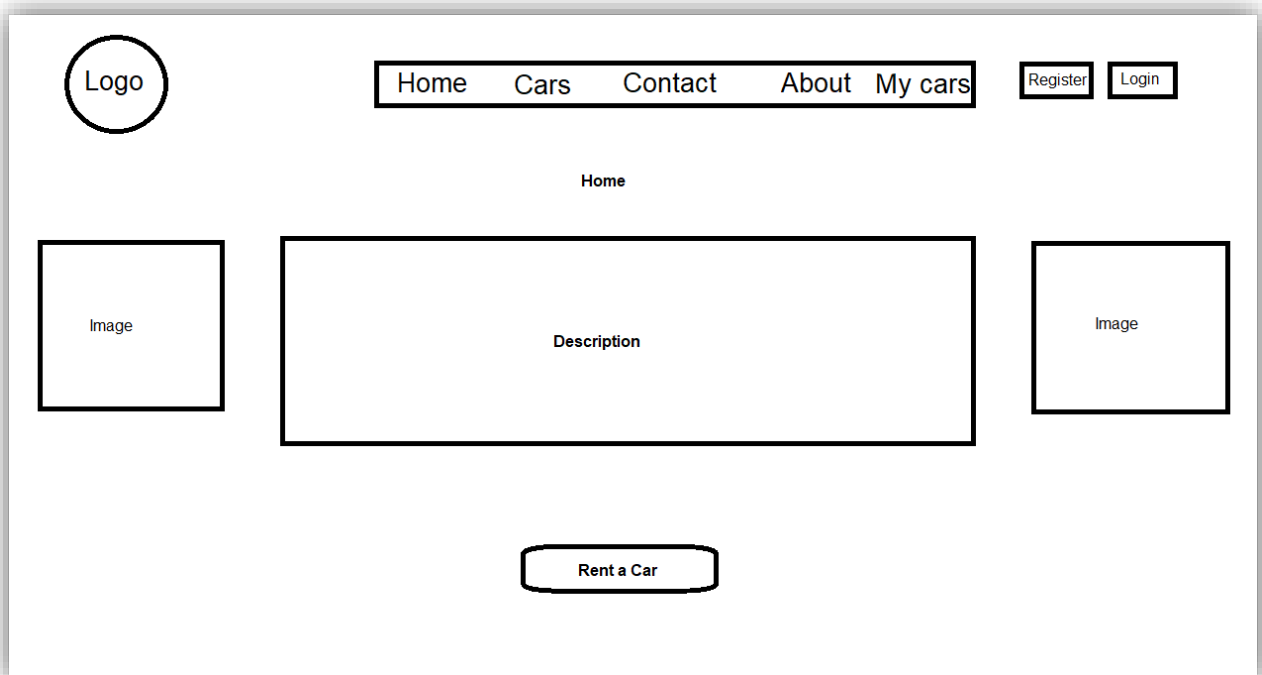 Logo
Home Cars Contact About My cars
Register Login
Home
Image
Description
Image
Rent a Car